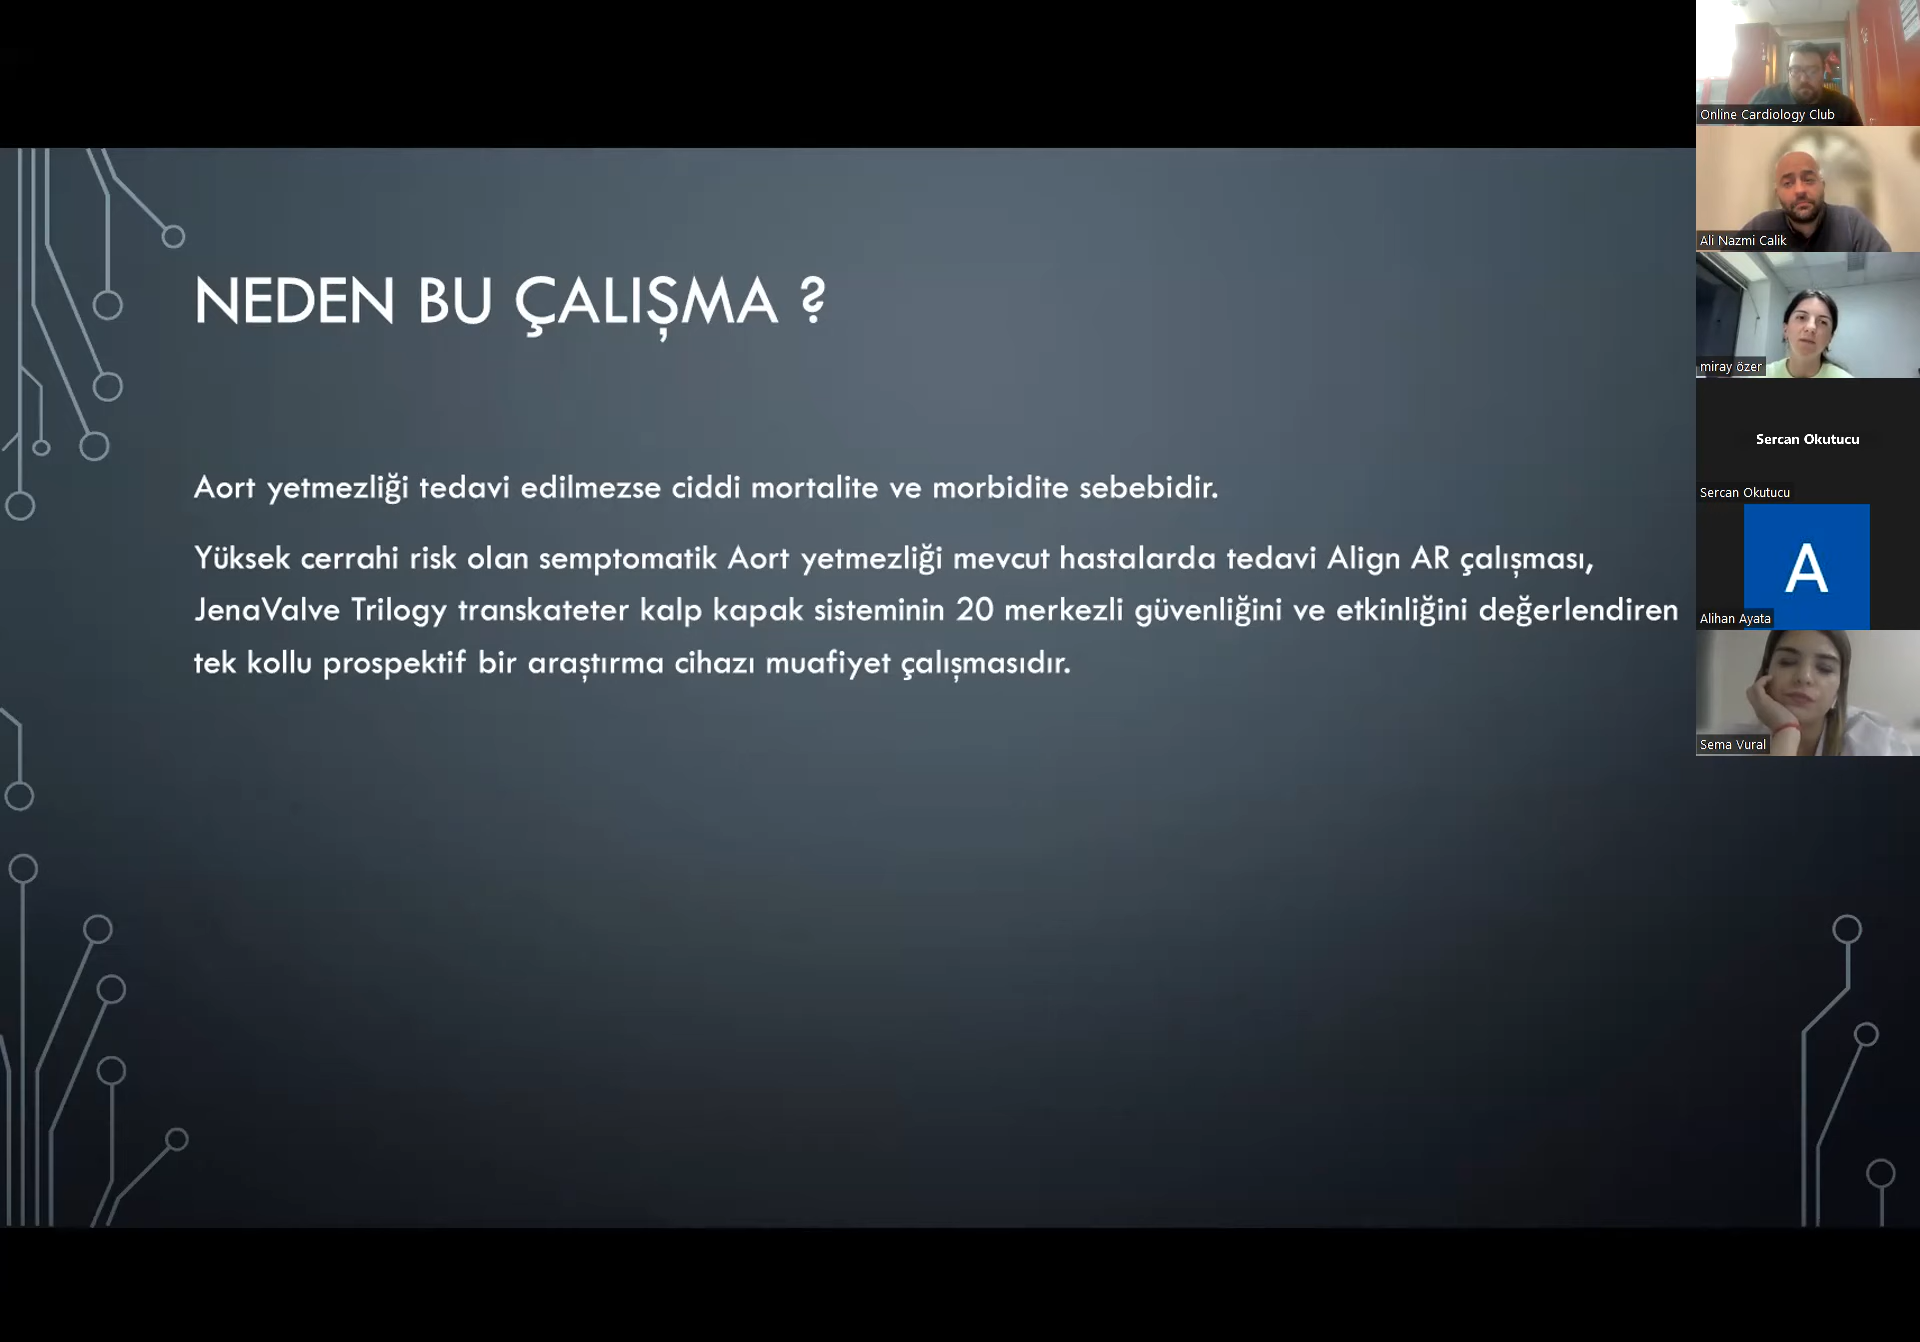 NEDEN BU ÇALIŞMA ?
Aort yetmezliği tedavi edilmezse ciddi mortalite ve morbidite sebebidir.
Yüksek cerrahi risk olan semptomatik Aort yetmezliği mevcut hastalarda tedavi Align AR çalışması,
JenaValve Trilogy transkateter kalp kapak sisteminin 20 merkezli güvenliğini ve etkinliğini değerlendiren
tek kollu prospektif bir araştırma cihazı muafiyet çalışmasıdır.
Online Cardiology Club
Ali Nazmi Calik
miray özer
Sercan Okutucu
Sercan Okutucu
A
Alihan Ayata
Sema Vural